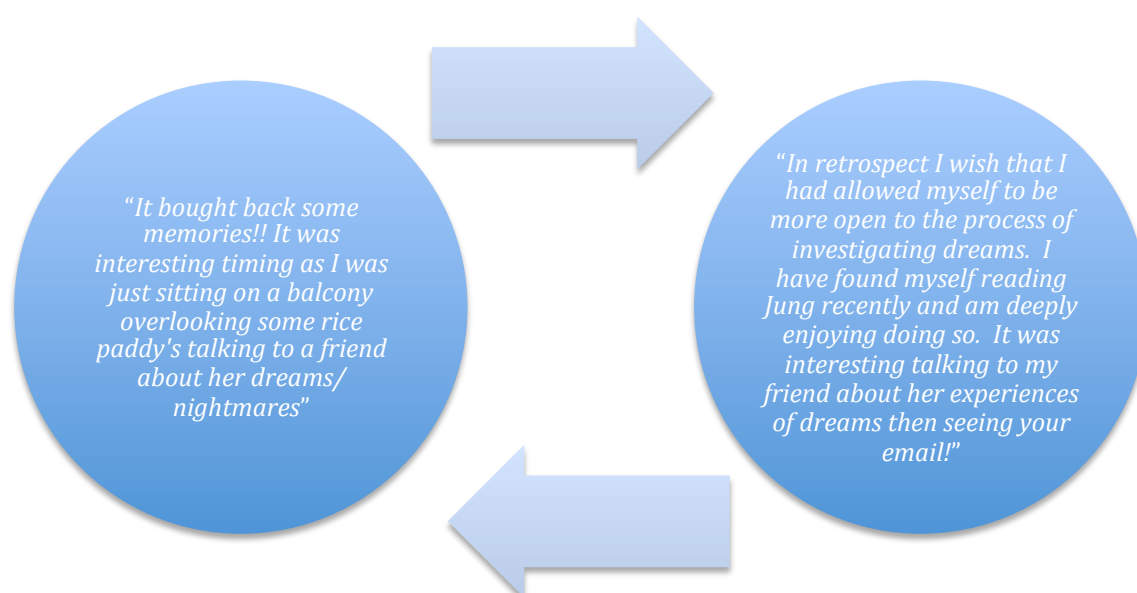 “It bought back some
memories!! It was
interesting timing as I was
just sitting on a balcony
overlooking some rice
paddy's talking to a friend
about her dreams/
nightmares”
“In retrospect I wish that I
had allowed myself to be
more open to the process of
investigating dreams.  I
have found myself reading
Jung recently and am deeply
enjoying doing so.  It was
interesting talking to my
friend about her experiences
of dreams then seeing your
email!”